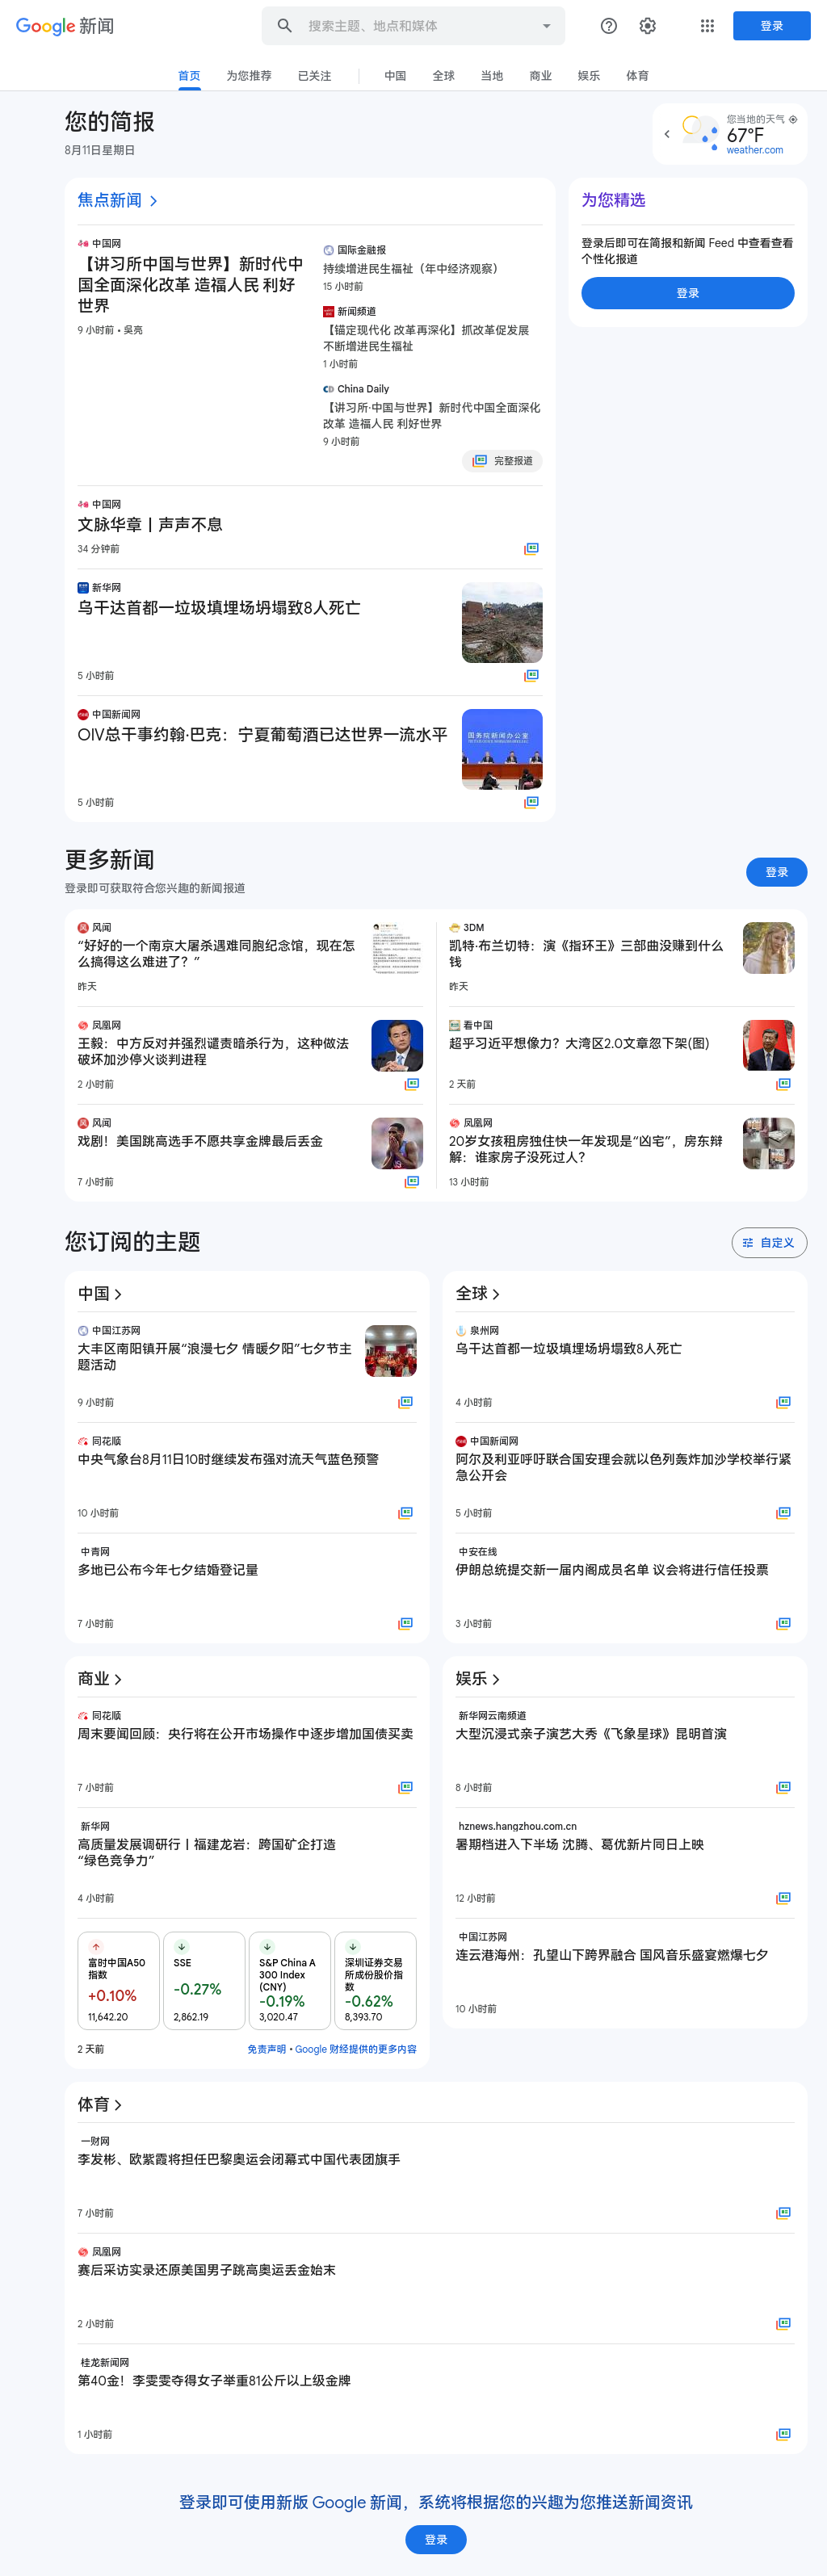 Google 新闻
搜索主题、地点和媒体
登录
首页
为您推荐
已关注
中国
全球
当地
商业
娱乐
体育
您的简报
8月11日星期日
您当地的天气
67°F
weather.com
焦点新闻
中国网
【讲习所中国与世界】新时代中
国全面深化改革 造福人民 利好
世界
9 小时前 • 吴亮
国际金融报
持续增进民生福祉（年中经济观察）
15 小时前
新闻频道
【锚定现代化 改革再深化】抓改革促发展
不断增进民生福祉
1 小时前
China Daily
【讲习所·中国与世界】新时代中国全面深化
改革 造福人民 利好世界
9 小时前
完整报道
中国网
文脉华章丨声声不息
34 分钟前
新华网
乌干达首都一垃圾填埋场坍塌致8人死亡
5 小时前
中国新闻网
OIV总干事约翰·巴克：宁夏葡萄酒已达世界一流水平
国务院新闻办公室
5 小时前
为您精选
登录后即可在简报和新闻 Feed 中查看查看
个性化报道
登录
更多新闻
登录即可获取符合您兴趣的新闻报道
登录
风闻
“好好的一个南京大屠杀遇难同胞纪念馆，现在怎
么搞得这么难进了？”
昨天
3DM
凯特·布兰切特：演《指环王》三部曲没赚到什么
钱
昨天
凤凰网
王毅：中方反对并强烈谴责暗杀行为，这种做法
破坏加沙停火谈判进程
2 小时前
看中国
超乎习近平想像力？大湾区2.0文章忽下架(图)
2 天前
风闻
戏剧！美国跳高选手不愿共享金牌最后丢金
7 小时前
凤凰网
20岁女孩租房独住快一年发现是“凶宅”，房东辩
解：谁家房子没死过人？
13 小时前
您订阅的主题
自定义
中国
中国江苏网
大丰区南阳镇开展“浪漫七夕 情暖夕阳”七夕节主
题活动
9 小时前
同花顺
中央气象台8月11日10时继续发布强对流天气蓝色预警
10 小时前
中青网
多地已公布今年七夕结婚登记量
7 小时前
全球
泉州网
乌干达首都一垃圾填埋场坍塌致8人死亡
4 小时前
中国新闻网
阿尔及利亚呼吁联合国安理会就以色列轰炸加沙学校举行紧
急公开会
5 小时前
中安在线
伊朗总统提交新一届内阁成员名单 议会将进行信任投票
3 小时前
商业
同花顺
周末要闻回顾：央行将在公开市场操作中逐步增加国债买卖
7 小时前
新华网
高质量发展调研行丨福建龙岩：跨国矿企打造
“绿色竞争力”
4 小时前
富时中国A50
指数
+0.10%
11,642.20
SSE
-0.27%
2,862.19
S&P China A
300 Index
(CNY)
-0.19%
3,020.47
深圳证券交易
所成份股价指
数
-0.62%
8,393.70
2 天前
免责声明 • Google 财经提供的更多内容
娱乐
新华网云南频道
大型沉浸式亲子演艺大秀《飞象星球》昆明首演
8 小时前
hznews.hangzhou.com.cn
暑期档进入下半场 沈腾、葛优新片同日上映
12 小时前
中国江苏网
连云港海州：孔望山下跨界融合 国风音乐盛宴燃爆七夕
10 小时前
体育
一财网
李发彬、欧紫霞将担任巴黎奥运会闭幕式中国代表团旗手
7 小时前
凤凰网
赛后采访实录还原美国男子跳高奥运丢金始末
2 小时前
桂龙新闻网
第40金！李雯雯夺得女子举重81公斤以上级金牌
1 小时前
登录即可使用新版 Google 新闻，系统将根据您的兴趣为您推送新闻资讯
登录